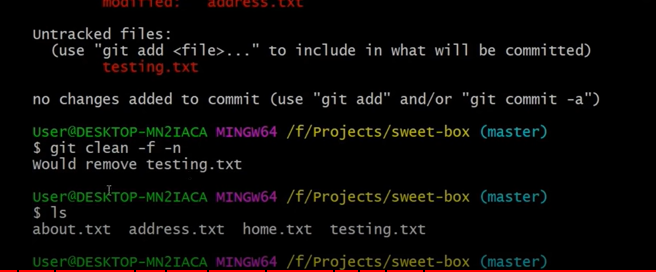 modified:   address.txt
Untracked files:
  (use "git add <file>..." to include in what will be committed)
        testing.txt
no changes added to commit (use "git add" and/or "git commit -a")
User@DESKTOP-MN2IACA MINGW64 /f/Projects/sweet-box (master)
$ git clean -f -n
Would remove testing.txt
User@DESKTOP-MN2IACA MINGW64 /f/Projects/sweet-box (master)
$ ls
about.txt  address.txt  home.txt  testing.txt
User@DESKTOP-MN2IACA MINGW64 /f/Projects/sweet-box (master)